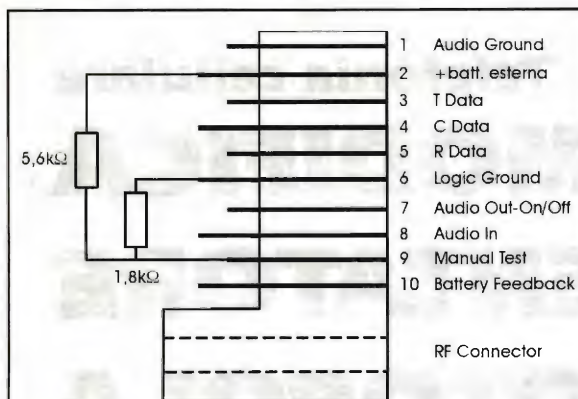 1 Audio Ground
2 +batt. esterna
3 T Data
4 C Data
5 R Data
6 Logic Ground
7 Audio Out-On/Off
8 Audio In
9 Manual Test
10 Battery Feedback
RF Connector
5,6kΩ
1,8kΩ